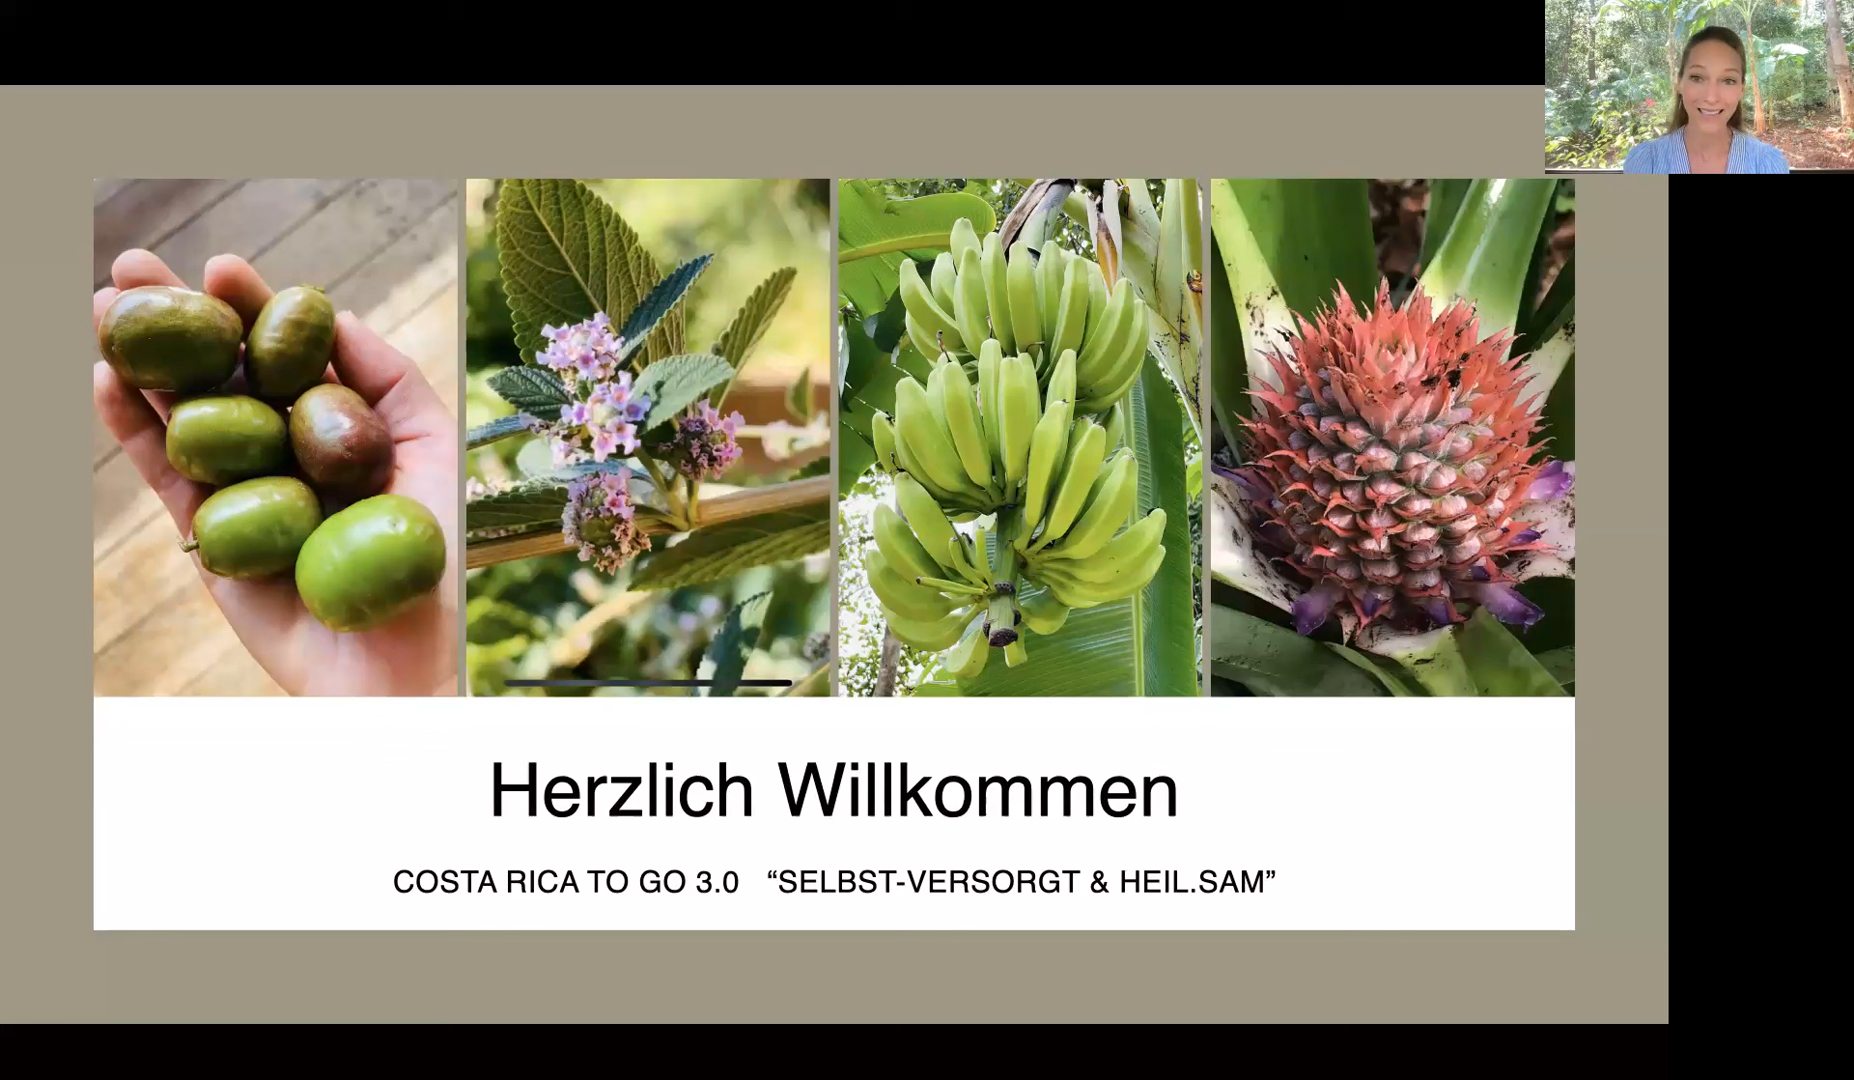 Herzlich Willkommen
COSTA RICA TO GO 3.0 “SELBST-VERSORGT & HEIL.SAM”